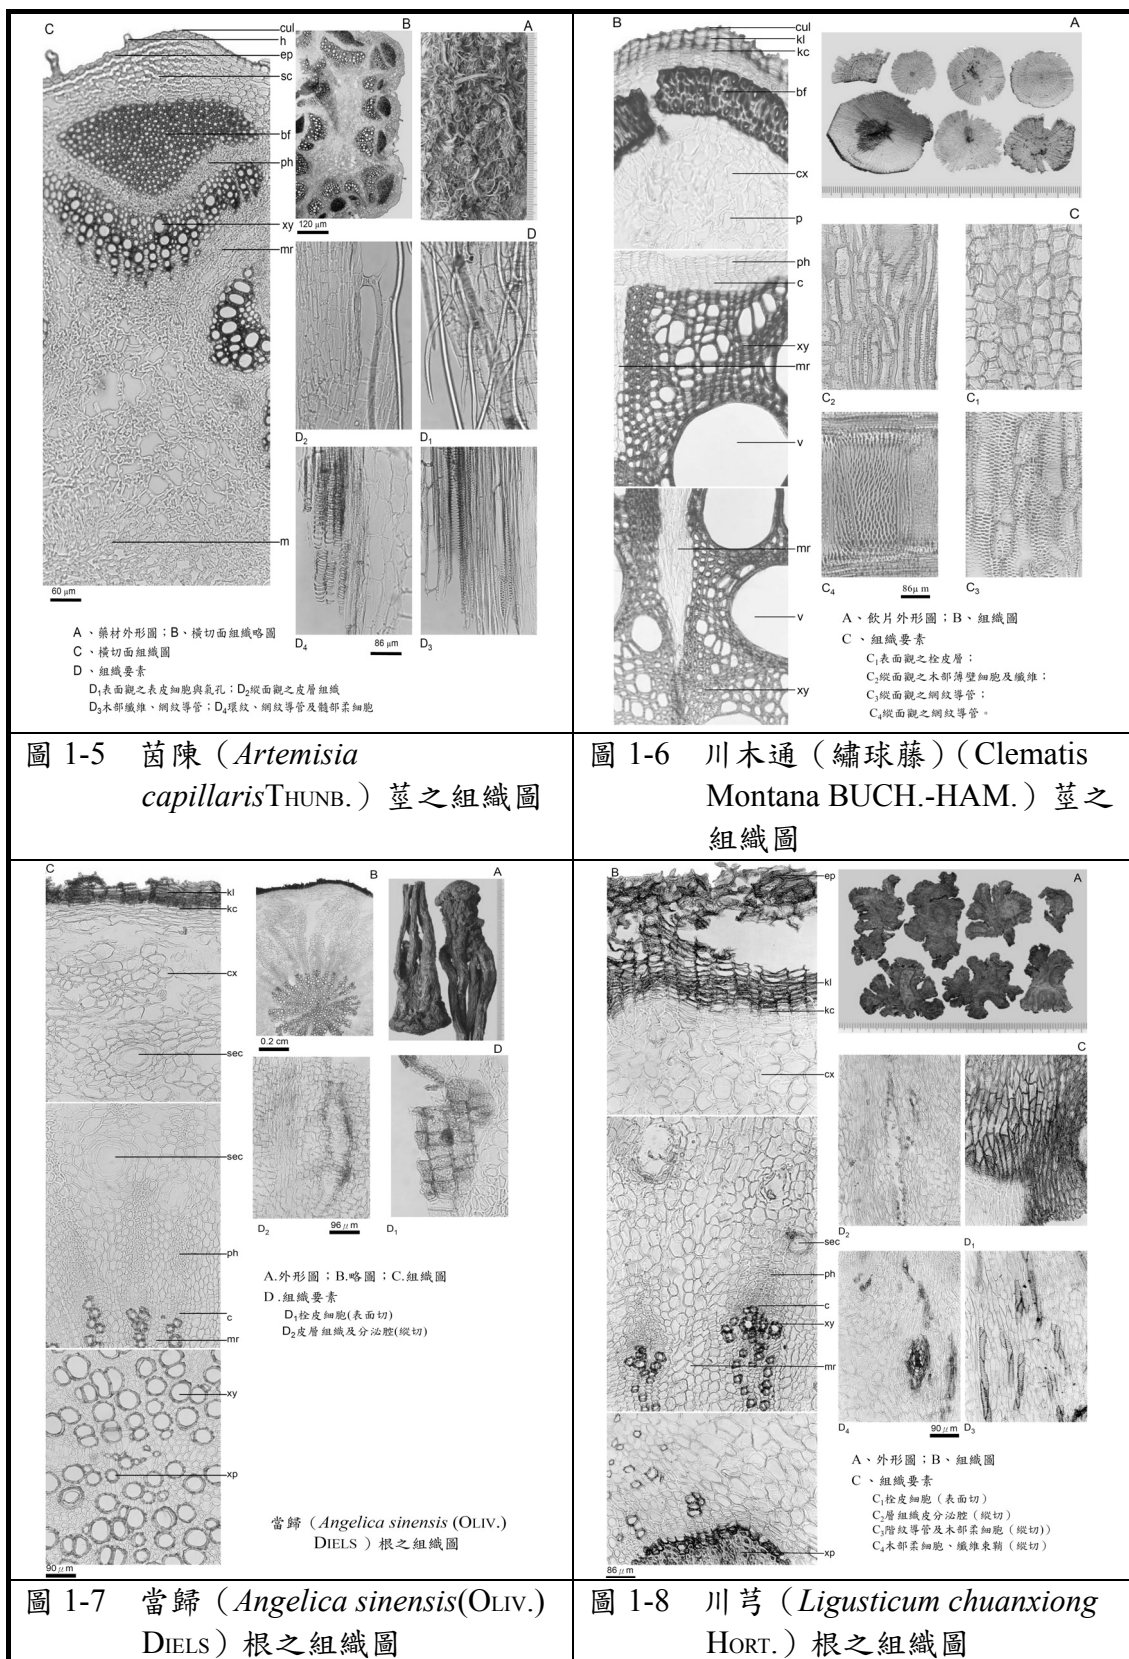 C
B
A
cul
h
ep
sc
bf
ph
xy
mr
m
120 μm
D
D2
D1
60 μm
D4
86 μm
D3
A 、藥材外形圖；B、橫切面組織略圖
C 、橫切面組織圖
D 、組織要素
D1表面觀之表皮細胞與氣孔；D2縱面觀之皮層組織
D3木部纖維、網紋導管；D4環紋、網紋導管及髓部柔細胞
圖 1-5 茵陳（Artemisia
capillarisTHUNB.）莖之組織圖
B
A
cul
kl
kc
bf
cx
p
ph
c
xy
mr
v
mr
v
xy
C
C2
C1
C4
86μ m
C3
A、飲片外形圖；B、組織圖
C 、組織要素
C1表面觀之栓皮層；
C2縱面觀之木部薄壁細胞及纖維；
C3縱面觀之網紋導管；
C4縱面觀之網紋導管。
圖 1-6 川木通（繡球藤）（Clematis
Montana BUCH.-HAM.）莖之
組織圖
C
B
A
kl
kc
cx
sec
sec
ph
c
mr
xy
xp
0.2 cm
D
D2
96μm
D1
90μm
A.外形圖；B.略圖；C.組織圖
D .組織要素
D1栓皮細胞(表面切)
D2皮層組織及分泌腔(縱切)
當歸（Angelica sinensis (OLIV.)
DIELS ）根之組織圖
圖 1-7 當歸（Angelica sinensis(OLIV.)
DIELS）根之組織圖
B
A
ep
kl
kc
cx
sec
ph
c
xy
mr
xp
C
D2
D1
D4
90μm
D3
86μm
A、外形圖；B、組織圖
C 、組織要素
C1栓皮細胞（表面切）
C2層組織皮分泌腔（縱切）
C3階紋導管及木部柔細胞（縱切））
C4木部柔細胞、纖維束鞘（縱切）
圖 1-8 川芎（Ligusticum chuanxiong
HORT.）根之組織圖